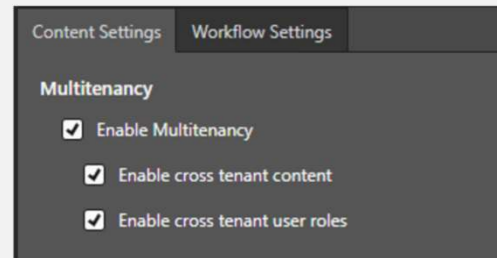 Content Settings Workflow Settings
Multitenancy
Enable Multitenancy
Enable cross tenant content
Enable cross tenant user roles